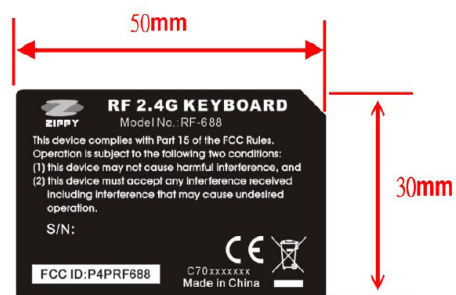 50mm
ZIPPY
RF 2.4G KEYBOARD
Model No.:RF-688
This device complies with Part 15 of the FCC Rules.
Operation is subject to the following two conditions:
(1) this device may not cause harmful interference, and
(2) this device must accept any interference received
including interference that may cause undesired
operation.
S/N:
30mm
CE
FCC ID:P4PRF688
C70xxxxxxx
Made in China